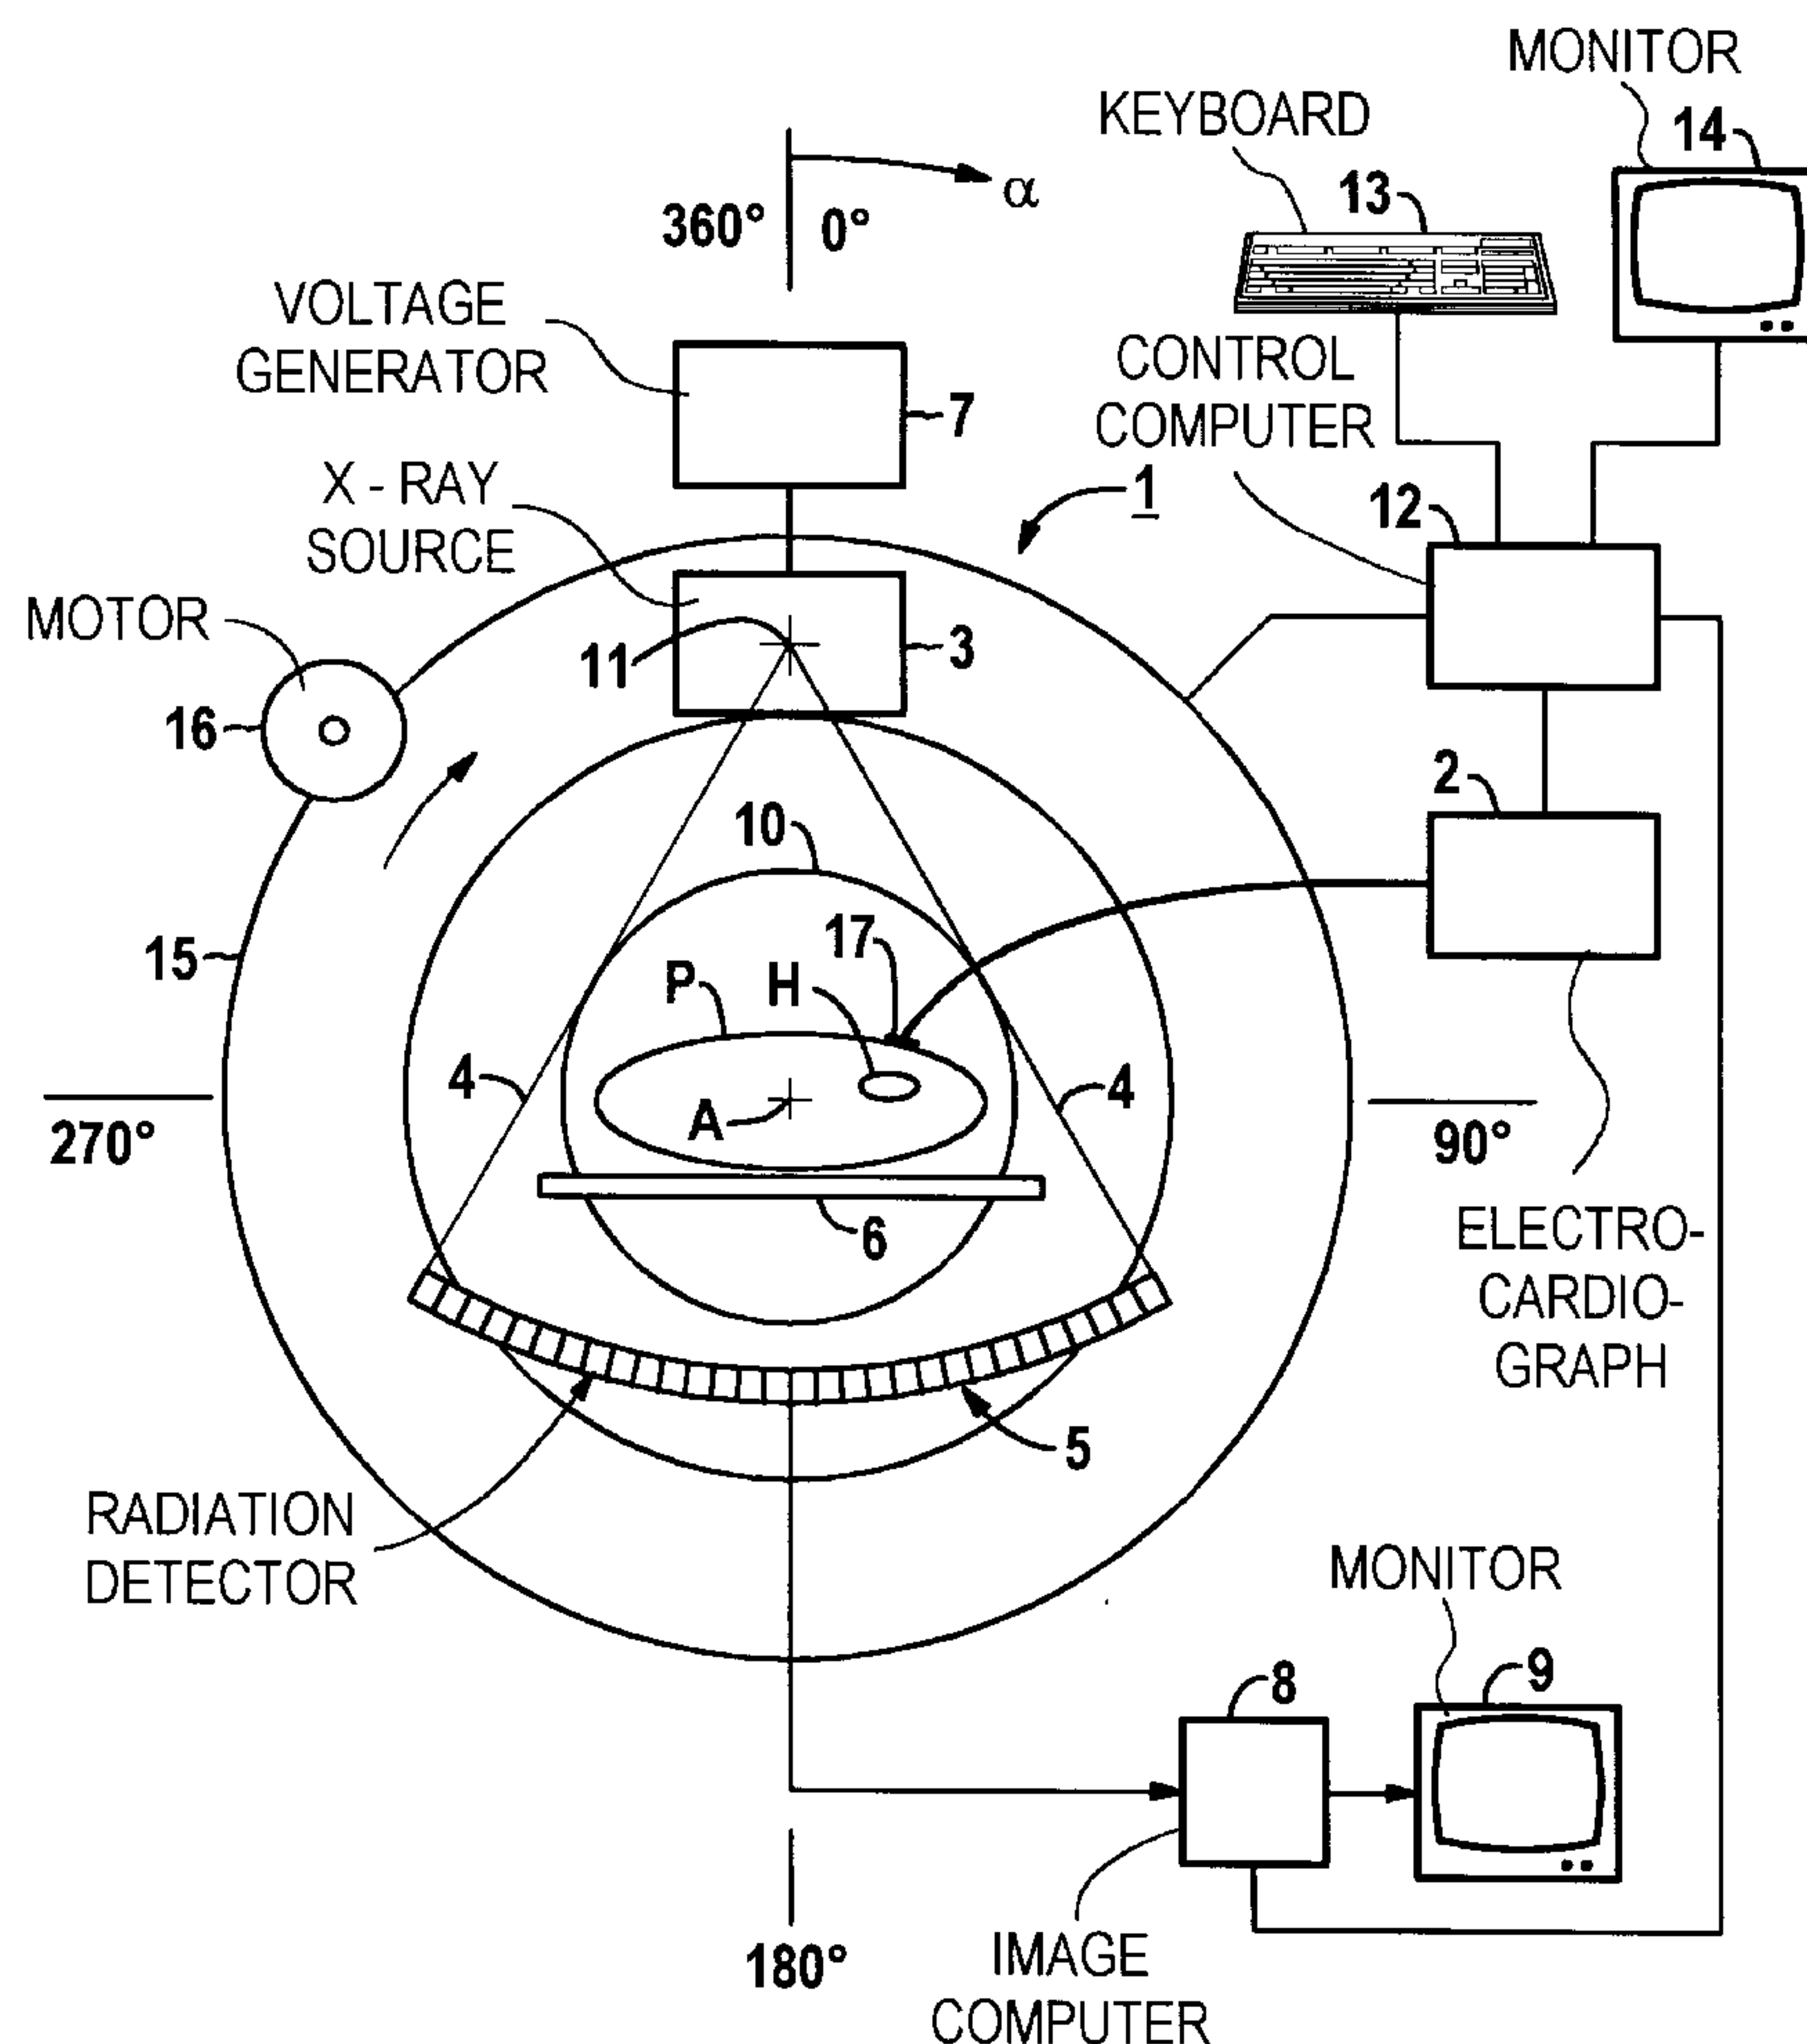 MONITOR
14
KEYBOARD
13
α
360° 0°
VOLTAGE
GENERATOR
7
CONTROL
COMPUTER
12
X - RAY
SOURCE
1
MOTOR
11
3
16
2
10
17
15
P
H
4
4
A
270°
90°
6
ELECTRO-
CARDIO-
GRAPH
5
RADIATION
DETECTOR
MONITOR
8
9
180°
IMAGE
COMPUTER